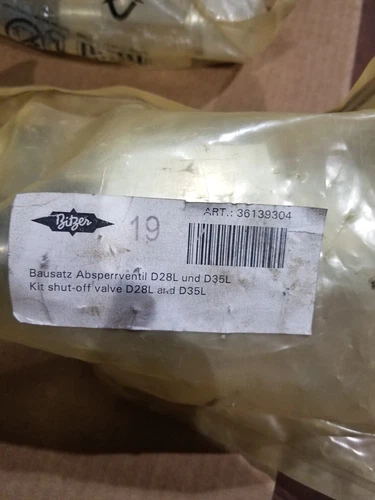 Bitzer
19
ART.: 36139304
Bausatz Absperrventil D28L und D35L
Kit shut-off valve D28L and D35L